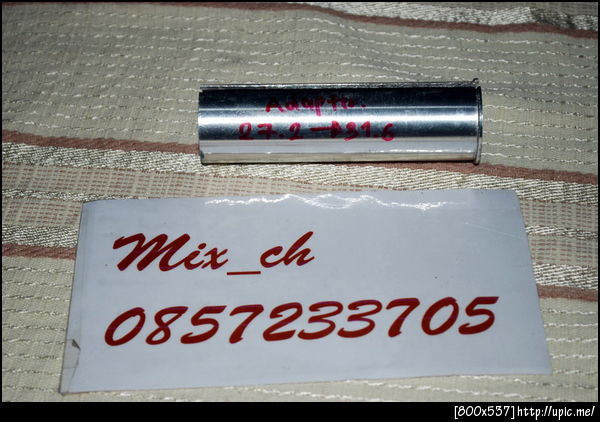 Adapter
27.2→31.6
Mix_ch
0857233705
[800x537] http://upic.me/